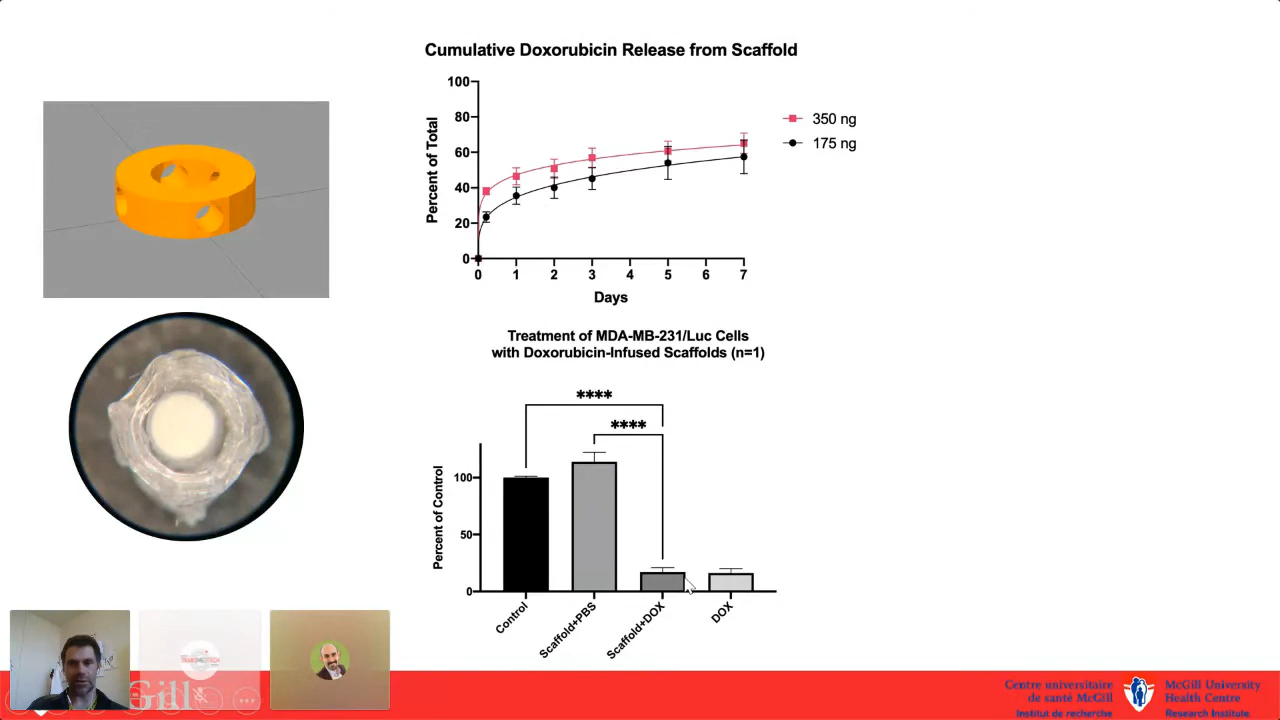 Cumulative Doxorubicin Release from Scaffold
100
80
60
40
20
0
Percent of Total
0 1 2 3 4 5 6 7
Days
350 ng
175 ng
Treatment of MDA-MB-231/Luc Cells
with Doxorubicin-Infused Scaffolds (n=1)
****
****
100
50
0
Percent of Control
Control
Scaffold+PBS
Scaffold+DOX
DOX
Gill
Centre universitaire
de santé McGill
Institut de recherche
McGill University
Health Centre
Research Institute